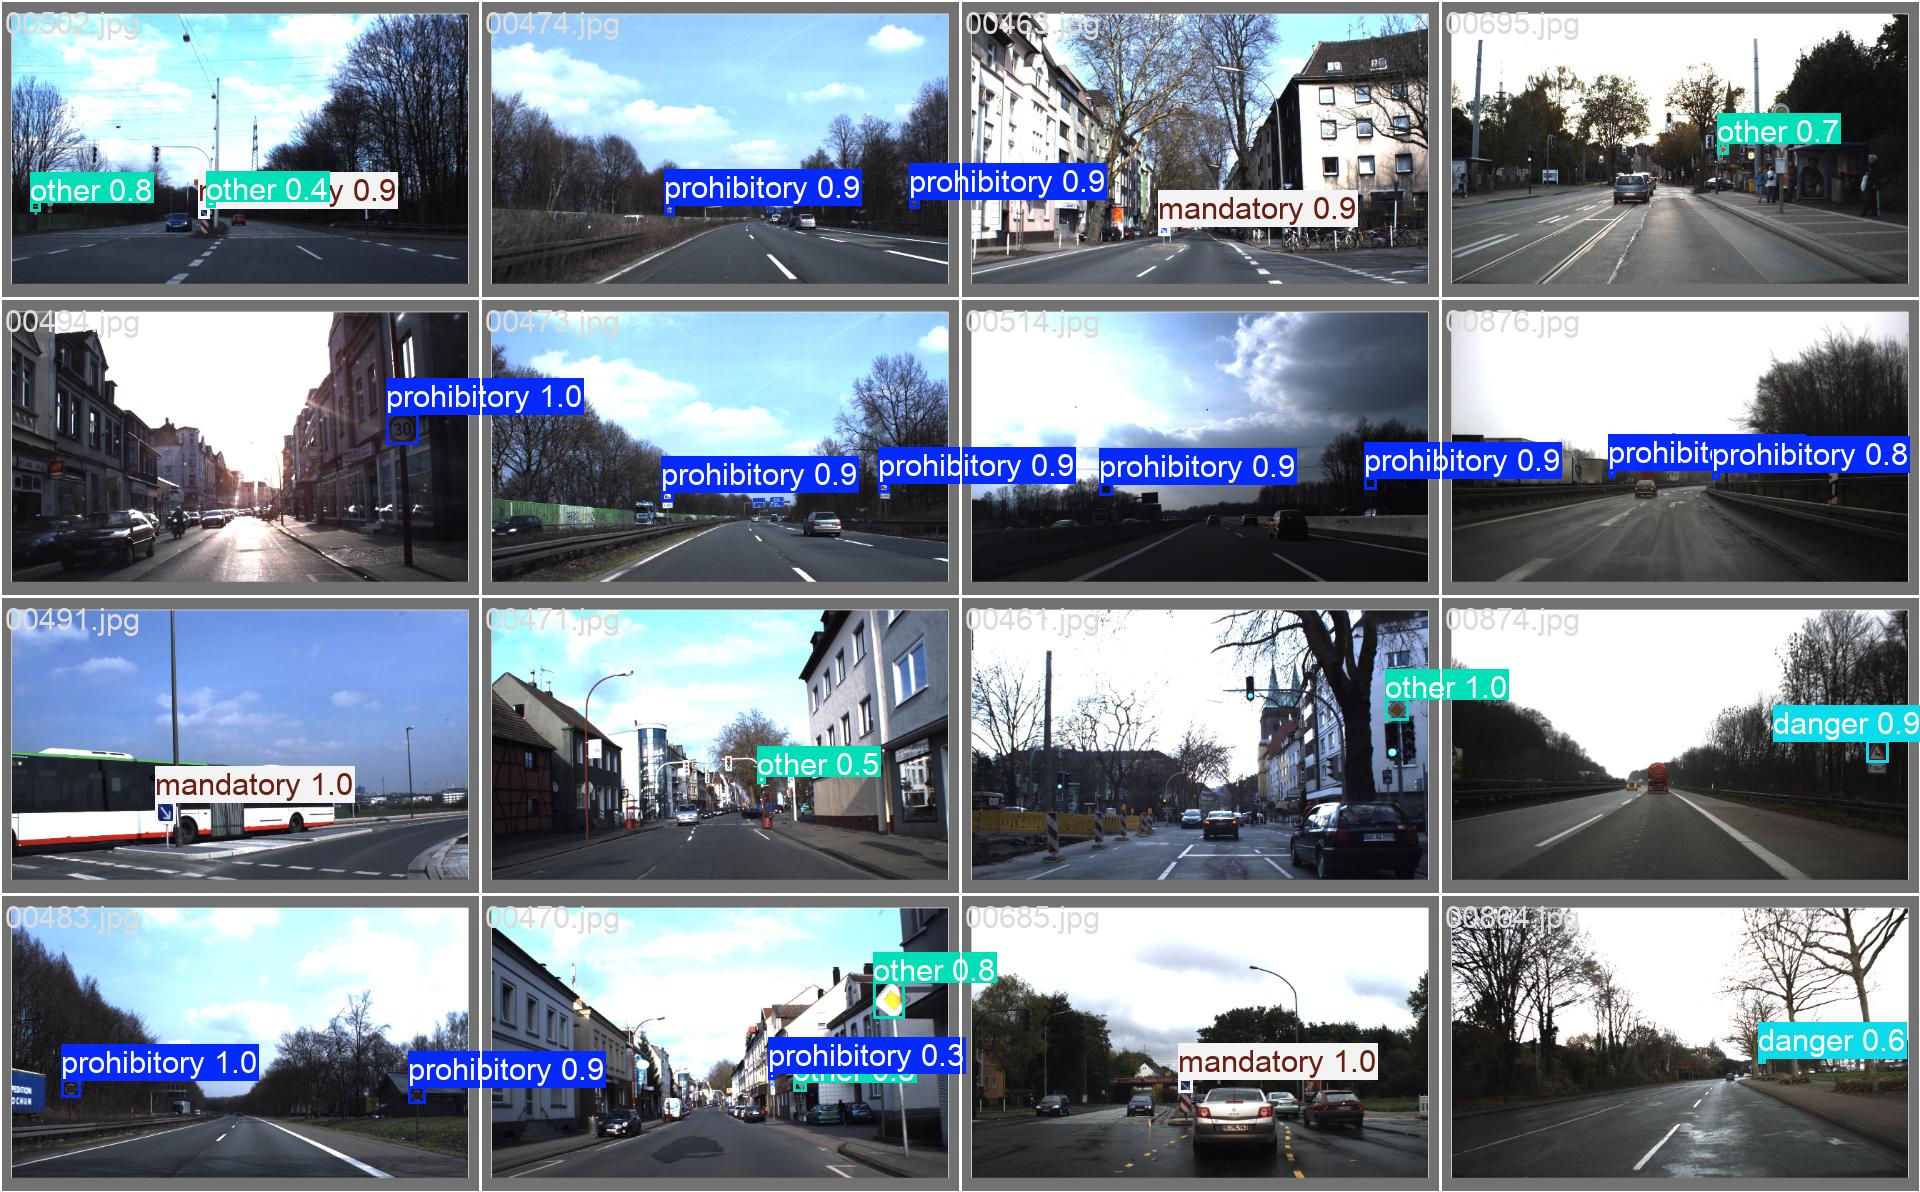 00502.jpg
other 0.8
other 0.4
y 0.9
00474.jpg
prohibitory 0.9
prohibitory 0.9
00463.jpg
mandatory 0.9
00695.jpg
other 0.7
00494.jpg
prohibitory 1.0
30
00473.jpg
prohibitory 0.9
prohibitory 0.9
00514.jpg
prohibitory 0.9
prohibitory 0.9
00876.jpg
prohibit
prohibitory 0.8
00491.jpg
mandatory 1.0
00471.jpg
other 0.5
00461.jpg
other 1.0
00874.jpg
danger 0.9
00483.jpg
prohibitory 1.0
prohibitory 0.9
00470.jpg
other 0.8
prohibitory 0.3
00685.jpg
mandatory 1.0
danger 0.6